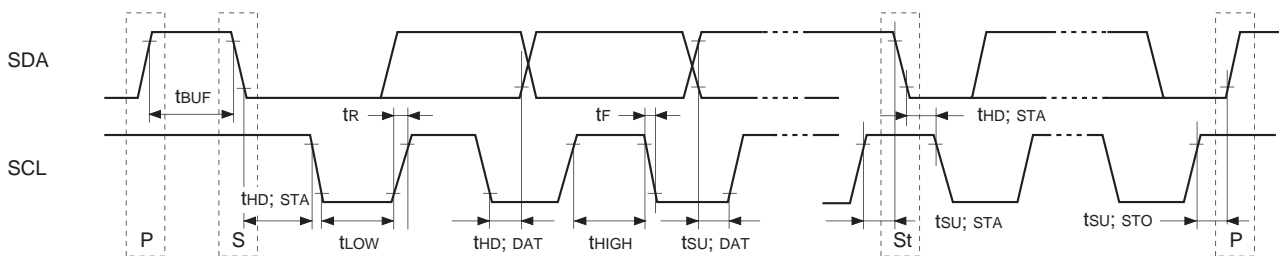 SDA
tBUF
tR
tF
tHD; STA
SCL
tHD; STA
tLOW
tHD; DAT
tHIGH
tSU; DAT
tSU; STA
tSU; STO
P
S
St
P